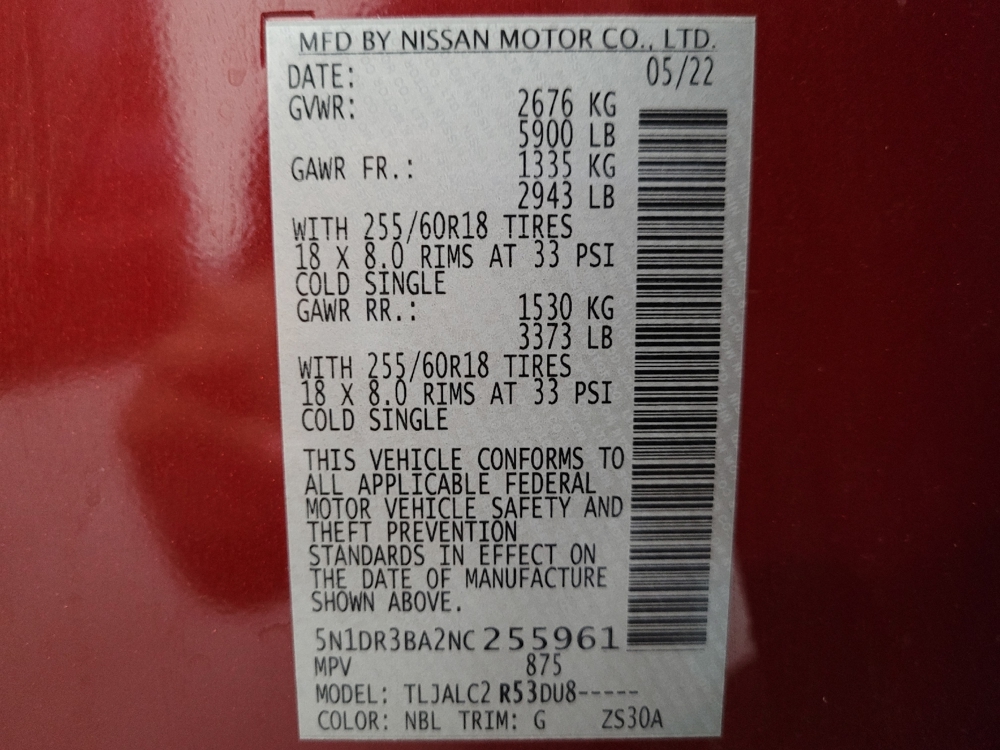 MFD BY NISSAN MOTOR CO., LTD.
DATE: 05/22
GVWR: 2676 KG
5900 LB
GAWR FR.: 1335 KG
2943 LB
WITH 255/60R18 TIRES
18 X 8.0 RIMS AT 33 PSI
COLD SINGLE
GAWR RR.: 1530 KG
3373 LB
WITH 255/60R18 TIRES
18 X 8.0 RIMS AT 33 PSI
COLD SINGLE
THIS VEHICLE CONFORMS TO
ALL APPLICABLE FEDERAL
MOTOR VEHICLE SAFETY AND
THEFT PREVENTION
STANDARDS IN EFFECT ON
THE DATE OF MANUFACTURE
SHOWN ABOVE.
5N1DR3BA2NC255961
MPV 875
MODEL: TLJALC2 R53DU8-----
COLOR: NBL TRIM: G ZS30A